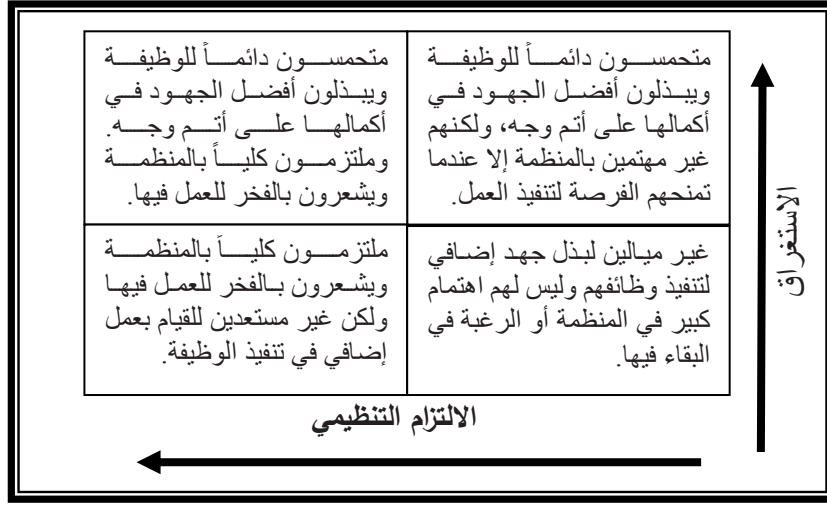 متحمسون دائماً للوظيفة
ويبذلون أفضل الجهود في
أكمالها على أتم وجه، ولكنهم
غير مهتمين بالمنظمة إلا عندما
تمنحهم الفرصة لتنفيذ العمل.
متحمسون دائماً للوظيفة
ويبذلون أفضل الجهود في
أكمالها على أتم وجه.
وملتزمون كلياً بالمنظمة
ويشعرون بالفخر للعمل فيها.
غير ميالين لبذل جهد إضافي
لتنفيذ وظائفهم وليس لهم اهتمام
كبير في المنظمة أو الرغبة في
البقاء فيها.
ملتزمون كلياً بالمنظمة
ويشعرون بالفخر للعمل فيها
ولكن غير مستعدين للقيام بعمل
إضافي في تنفيذ الوظيفة.
الاستغراق
الالتزام التنظيمي